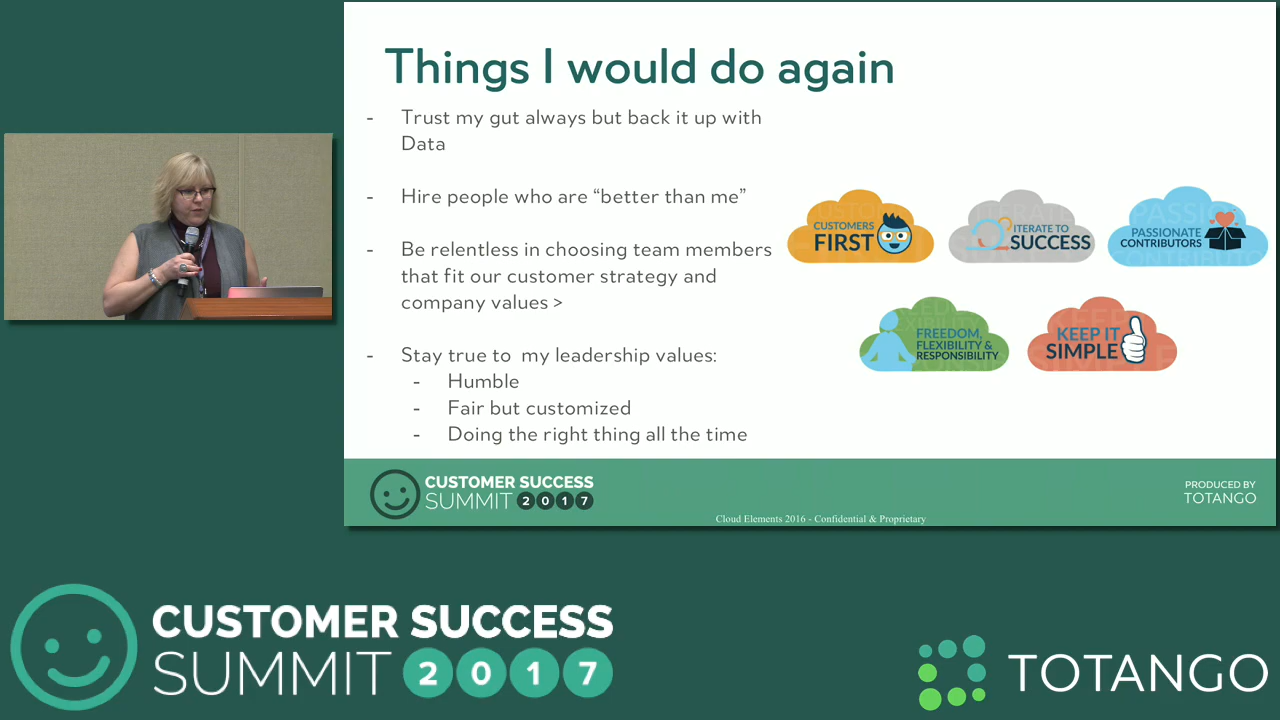 Things I would do again
- Trust my gut always but back it up with
Data
- Hire people who are “better than me”
- Be relentless in choosing team members
that fit our customer strategy and
company values >
- Stay true to  my leadership values:
- Humble
- Fair but customized
- Doing the right thing all the time
CUSTOMERS
FIRST
ITERATE TO
SUCCESS
PASSIONATE
CONTRIBUTORS
FREEDOM,
FLEXIBILITY &
RESPONSIBILITY
KEEP IT
SIMPLE
CUSTOMER SUCCESS
SUMMIT 2017
PRODUCED BY
TOTANGO
Cloud Elements 2016 - Confidential & Proprietary
CUSTOMER SUCCESS
SUMMIT 2017
TOTANGO